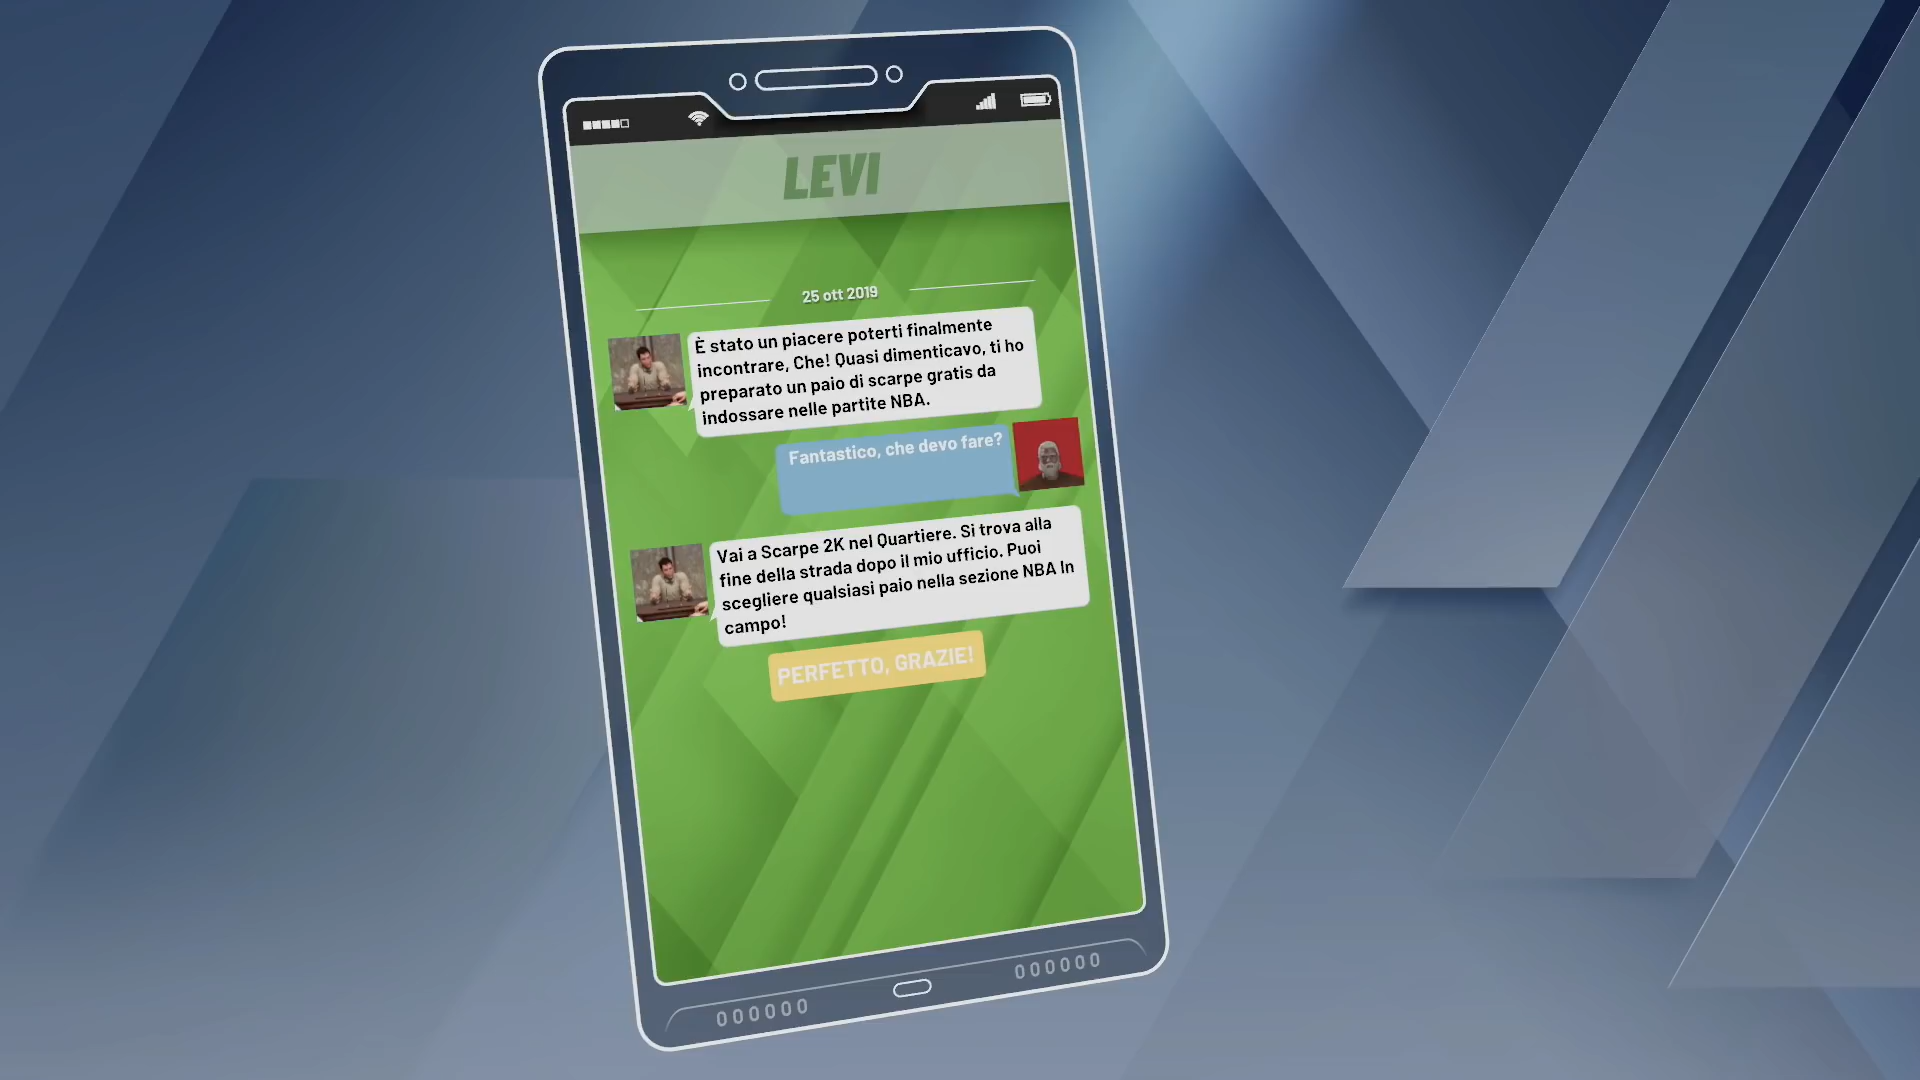 LEVI
25 ott 2019
È stato un piacere poterti finalmente
incontrare, Che! Quasi dimenticavo, ti ho
preparato un paio di scarpe gratis da
indossare nelle partite NBA.
Fantastico, che devo fare?
Vai a Scarpe 2K nel Quartiere. Si trova alla
fine della strada dopo il mio ufficio. Puoi
scegliere qualsiasi paio nella sezione NBA In
campo!
PERFETTO, GRAZIE!